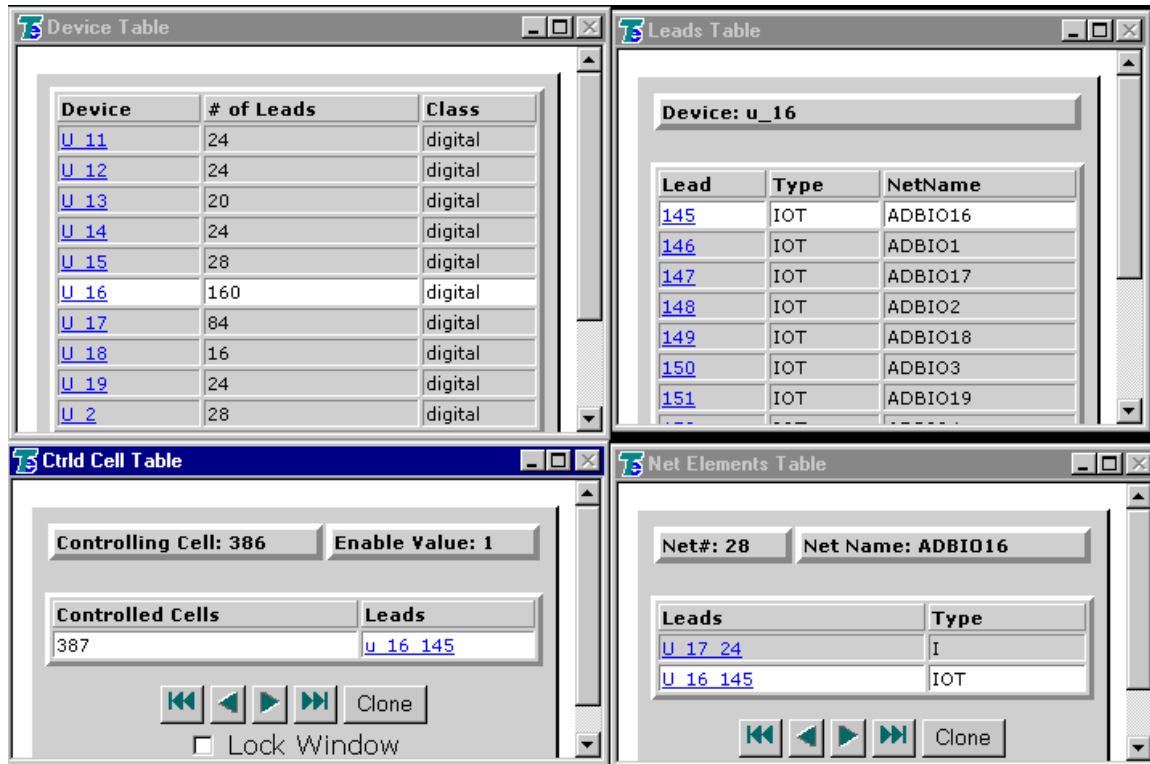 Device Table
Device # of Leads Class
U_11 24 digital
U_12 24 digital
U_13 20 digital
U_14 24 digital
U_15 28 digital
U_16 160 digital
U_17 84 digital
U_18 16 digital
U_19 24 digital
U_2 28 digital
Leads Table
Device: u_16
Lead Type NetName
145 IOT ADBIO16
146 IOT ADBIO1
147 IOT ADBIO17
148 IOT ADBIO2
149 IOT ADBIO18
150 IOT ADBIO3
151 IOT ADBIO19
Ctrld Cell Table
Controlling Cell: 386 Enable Value: 1
Controlled Cells Leads
387 u_16_145
Clone
Lock Window
Net Elements Table
Net#: 28 Net Name: ADBIO16
Leads Type
U_17_24 I
U_16_145 IOT
Clone